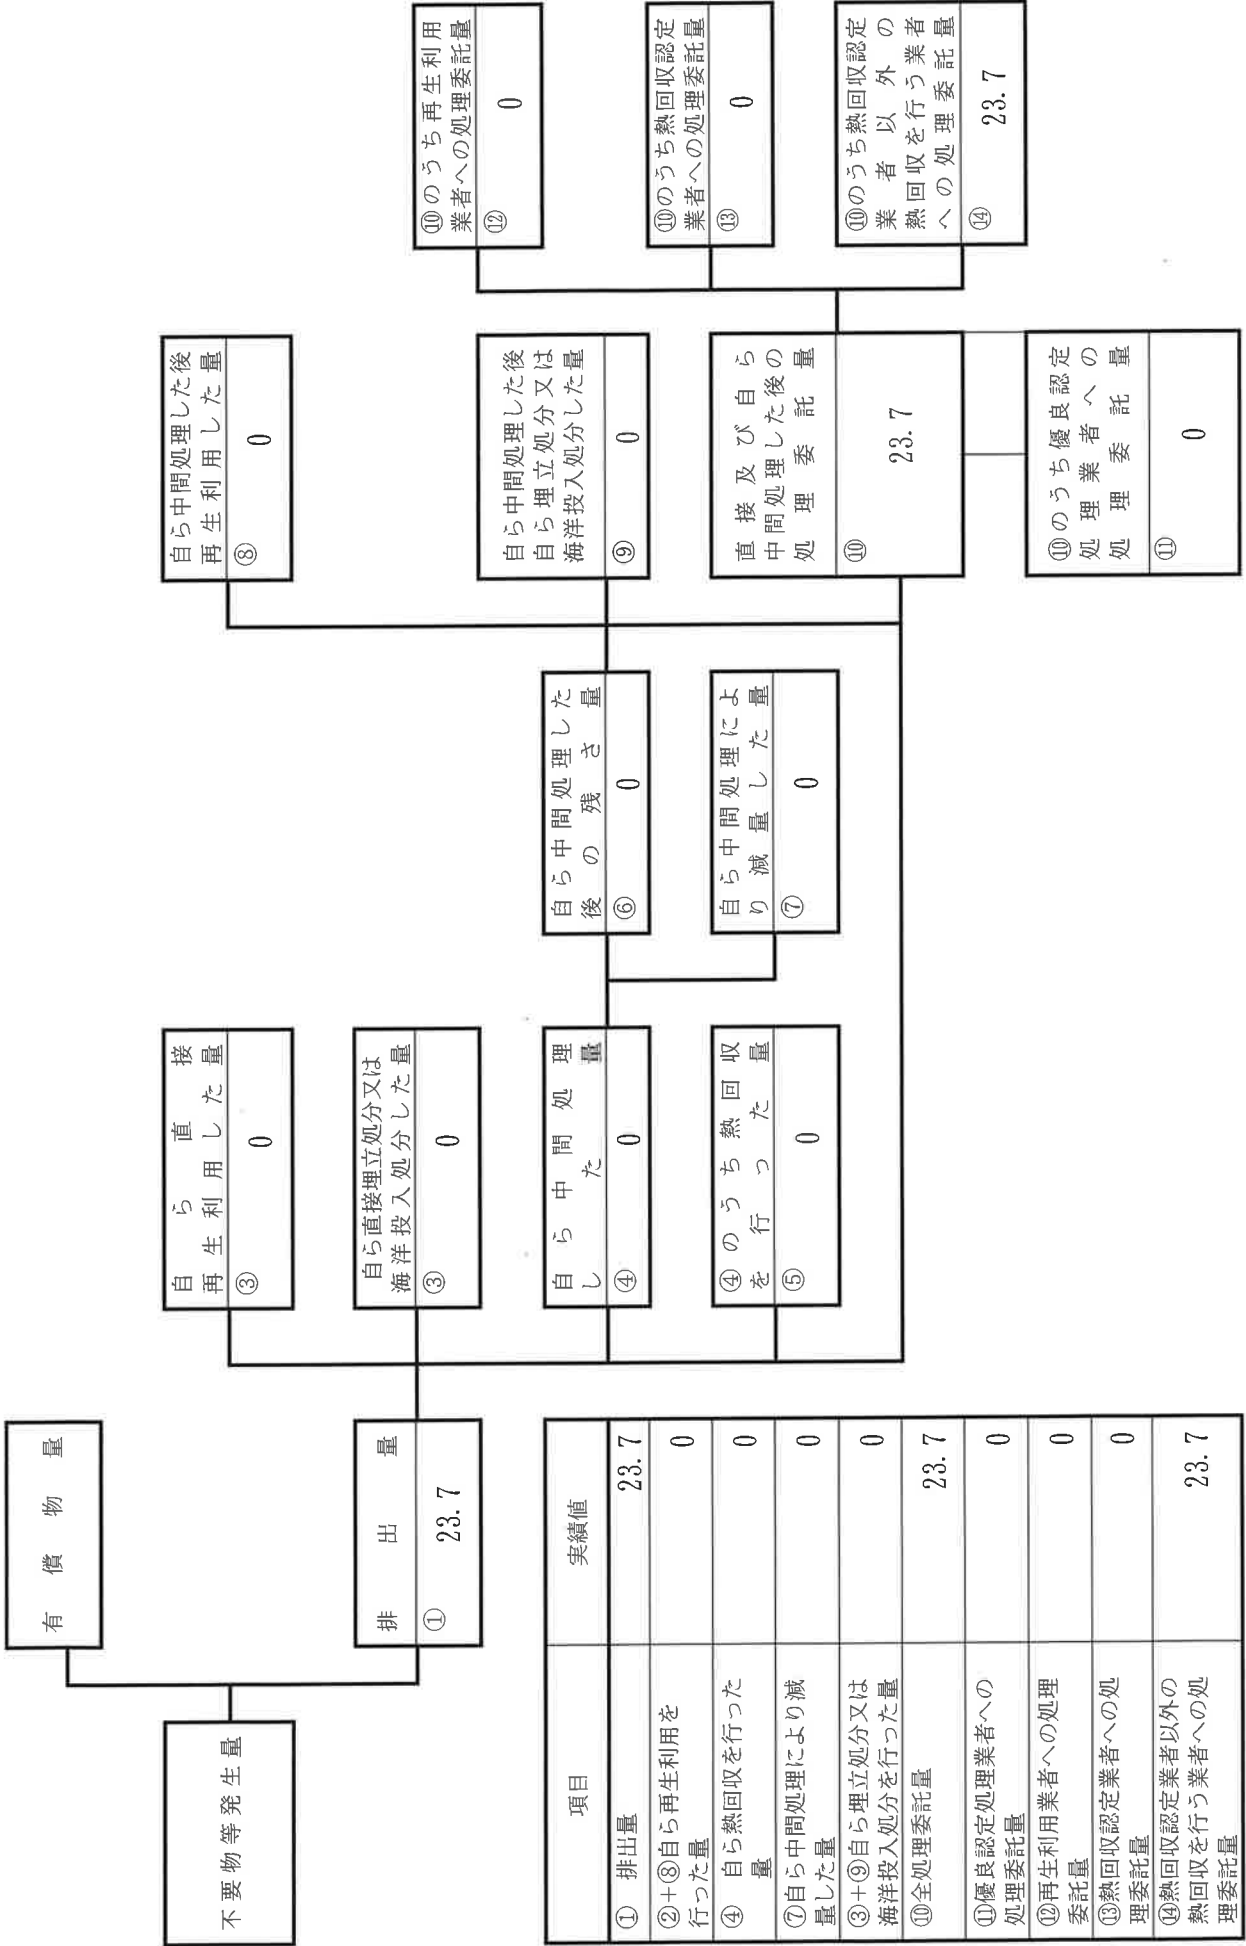 不要物等発生量
有償物量
排出量
① 23.7
自ら直接
再生利用した量
③ 0
自ら直接埋立処分又は
海洋投入処分した量
③ 0
自ら中間処理
した量
④ 0
④のうち熱回収
を行った量
⑤ 0
自ら中間処理した
後の残さ量
⑥ 0
自ら中間処理によ
り減量した量
⑦ 0
自ら中間処理した後
再生利用した量
⑧ 0
自ら中間処理した後
自ら埋立処分又は
海洋投入処分した量
⑨ 0
直接及び自ら
中間処理した後の
処理委託量
⑩ 23.7
⑩のうち優良認定
処理業者への
処理委託量
⑪ 0
⑩のうち再生利用
業者への処理委託量
⑫ 0
⑩のうち熱回収認定
業者への処理委託量
⑬ 0
⑩のうち熱回収認定
業者以外の
熱回収を行う業者
への処理委託量
⑭ 23.7
項目 実績値
① 排出量 23.7
②+⑧自ら再生利用を
行った量 0
④ 自ら熱回収を行った
量 0
⑦自ら中間処理により減
量した量 0
③+⑨自ら埋立処分又は
海洋投入処分を行った量 0
⑩全処理委託量 23.7
⑪優良認定処理業者への
処理委託量 0
⑫再生利用業者への処理
委託量 0
⑬熱回収認定業者への処
理委託量 0
⑭熱回収認定業者以外の
熱回収を行う業者への処
理委託量 23.7